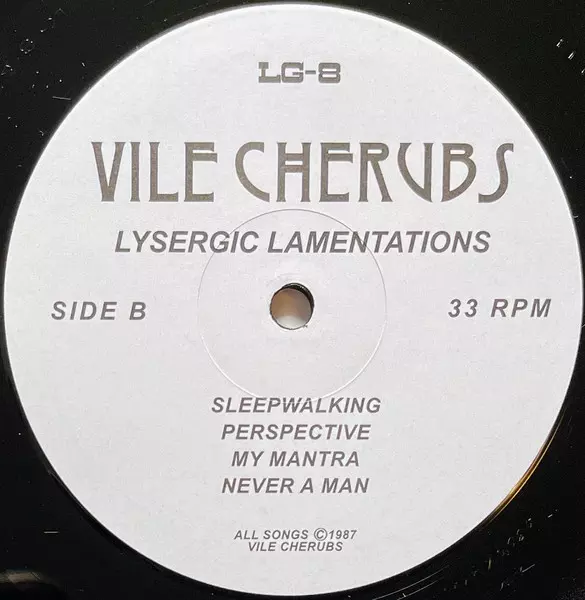 LG-8
VILE CHERUBS
LYSERGIC LAMENTATIONS
SIDE B
33 RPM
SLEEPWALKING
PERSPECTIVE
MY MANTRA
NEVER A MAN
ALL SONGS ©1987
VILE CHERUBS